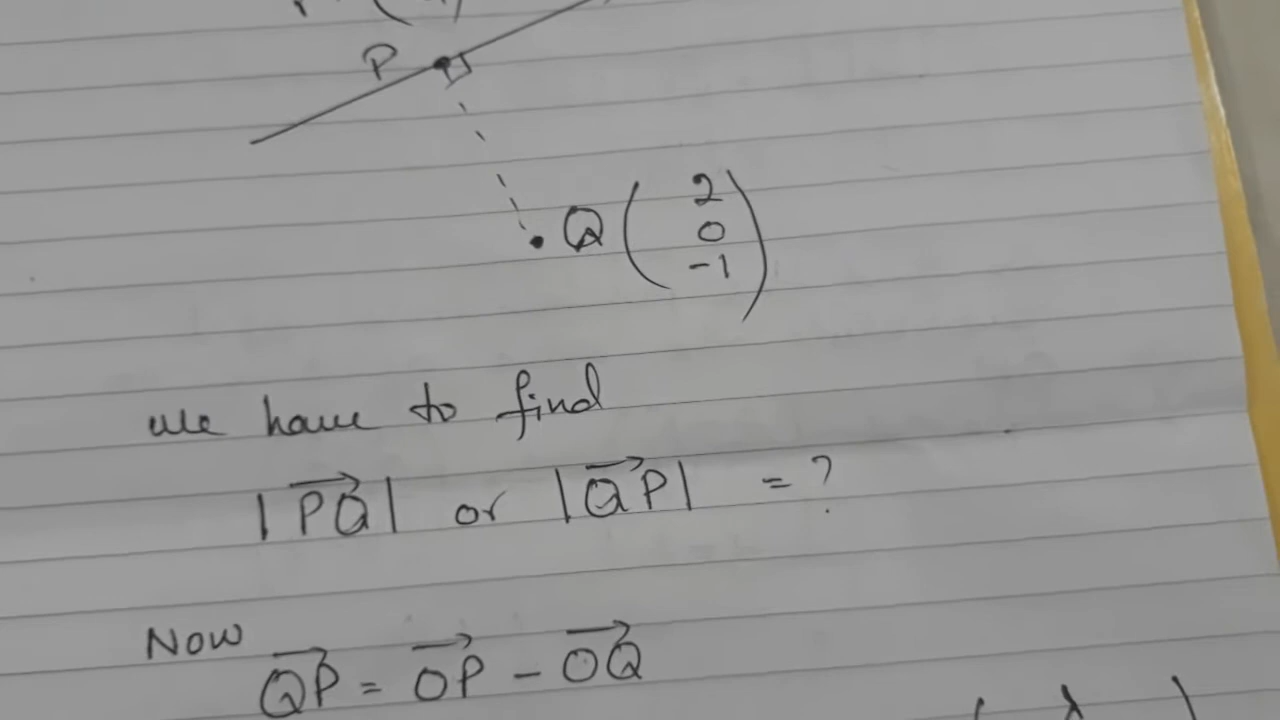 P
Q ( 2
0
-1 )
we have to find
|PQ| or |QP| = ?
Now
QP = OP - OQ
λ